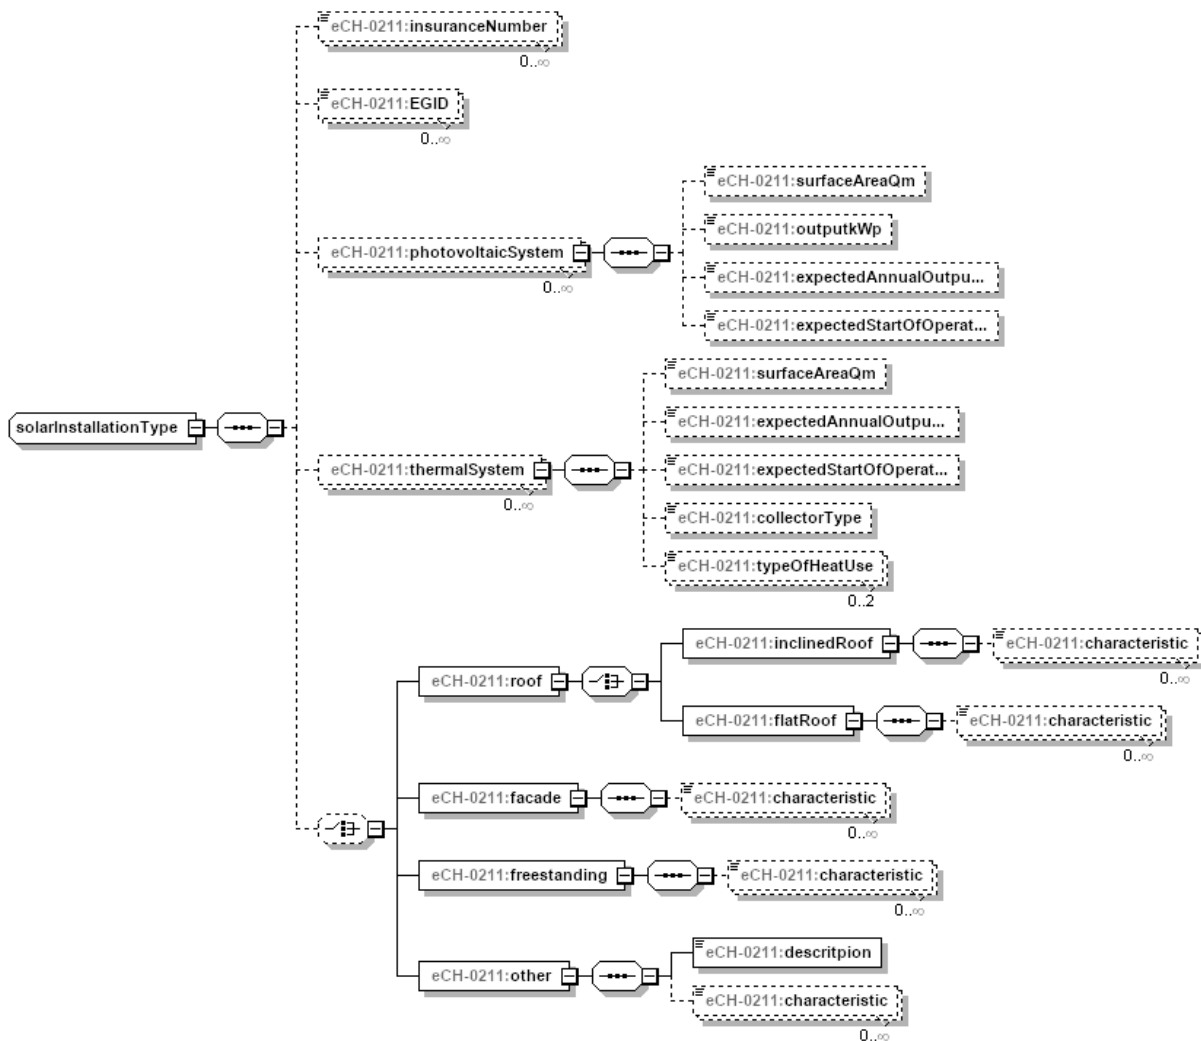 eCH-0211:insuranceNumber
0..∞
eCH-0211:EGID
0..∞
eCH-0211:surfaceAreaQm
eCH-0211:outputkWp
eCH-0211:photovoltaicSystem
0..∞
eCH-0211:expectedAnnualOutpu...
eCH-0211:expectedStartOfOperat...
eCH-0211:surfaceAreaQm
solarInstallationType
eCH-0211:expectedAnnualOutpu...
eCH-0211:thermalSystem
0..∞
eCH-0211:expectedStartOfOperat...
eCH-0211:collectorType
eCH-0211:typeOfHeatUse
0..2
eCH-0211:roof
eCH-0211:inclinedRoof
eCH-0211:characteristic
0..∞
eCH-0211:flatRoof
eCH-0211:characteristic
0..∞
eCH-0211:facade
eCH-0211:characteristic
0..∞
eCH-0211:freestanding
eCH-0211:characteristic
0..∞
eCH-0211:other
eCH-0211:descritpion
eCH-0211:characteristic
0..∞